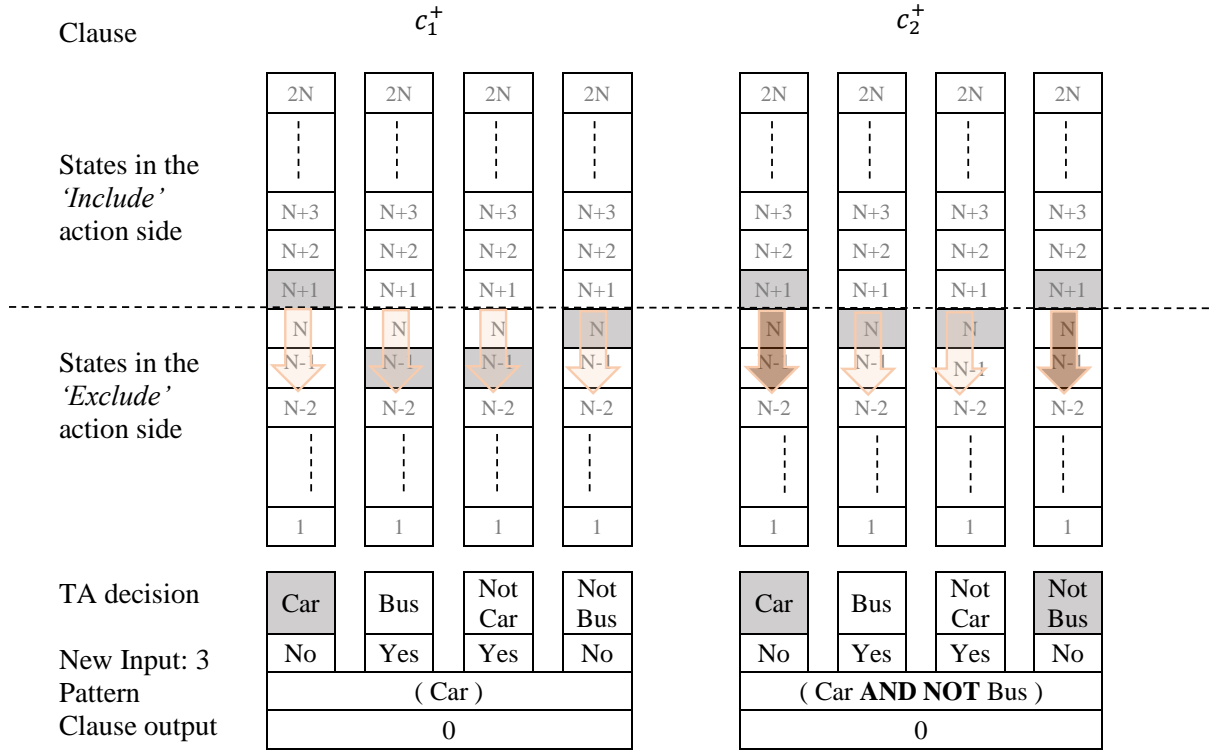 Clause c₁⁺ c₂⁺
2N 2N 2N 2N 2N 2N 2N 2N
States in the
‘Include’
action side
N+3 N+3 N+3 N+3 N+3 N+3 N+3 N+3
N+2 N+2 N+2 N+2 N+2 N+2 N+2 N+2
N+1 N+1 N+1 N+1 N+1 N+1 N+1 N+1
N N N N N N N N
States in the
‘Exclude’
action side
N-1 N-1 N-1 N-1 N-1 N-1 N-1 N-1
N-2 N-2 N-2 N-2 N-2 N-2 N-2 N-2
1 1 1 1 1 1 1 1
TA decision
Car Bus Not Car Not Bus Car Bus Not Car Not Bus
New Input: 3 No Yes Yes No No Yes Yes No
Pattern ( Car ) ( Car AND NOT Bus )
Clause output 0 0